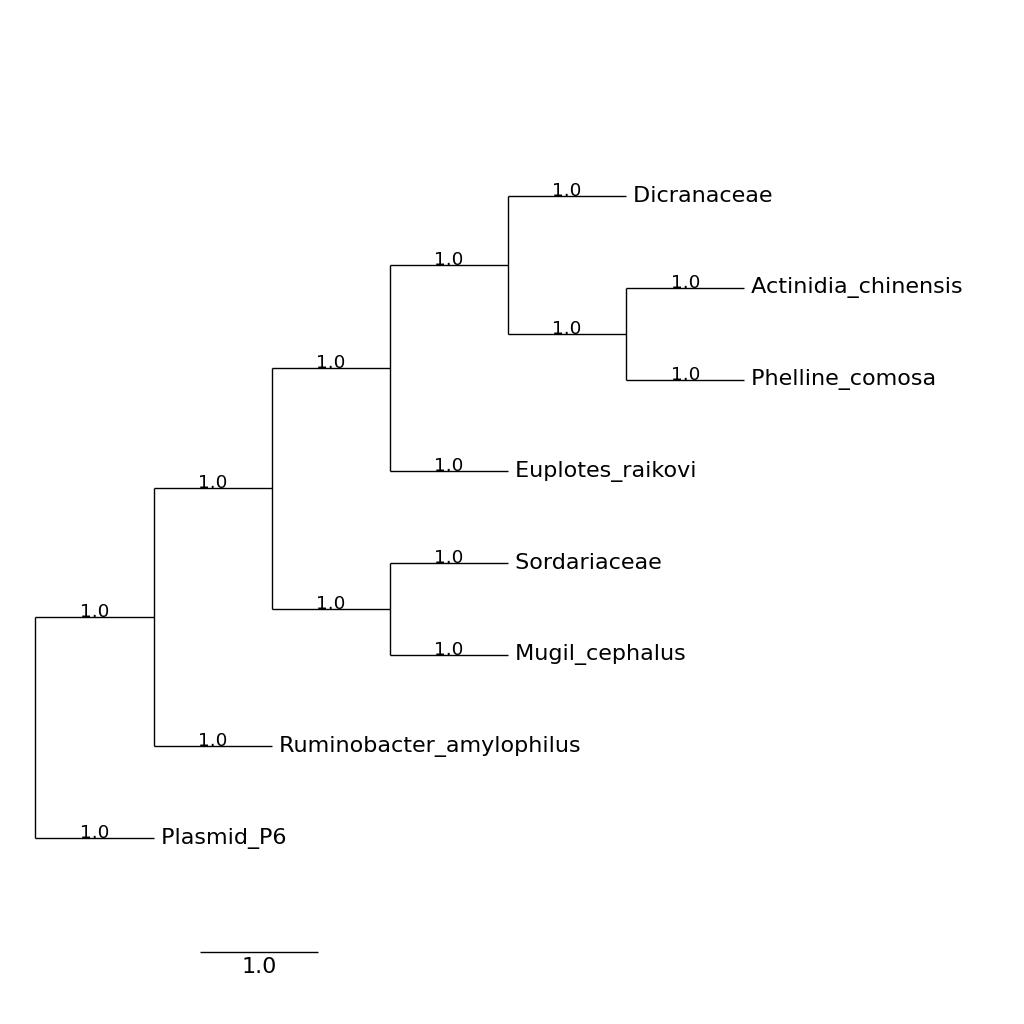 1.0 Dicranaceae
1.0
1.0 Actinidia_chinensis
1.0
1.0
1.0 Phelline_comosa
1.0 Euplotes_raikovi
1.0
1.0 Sordariaceae
1.0
1.0
1.0 Mugil_cephalus
1.0 Ruminobacter_amylophilus
1.0 Plasmid_P6
1.0